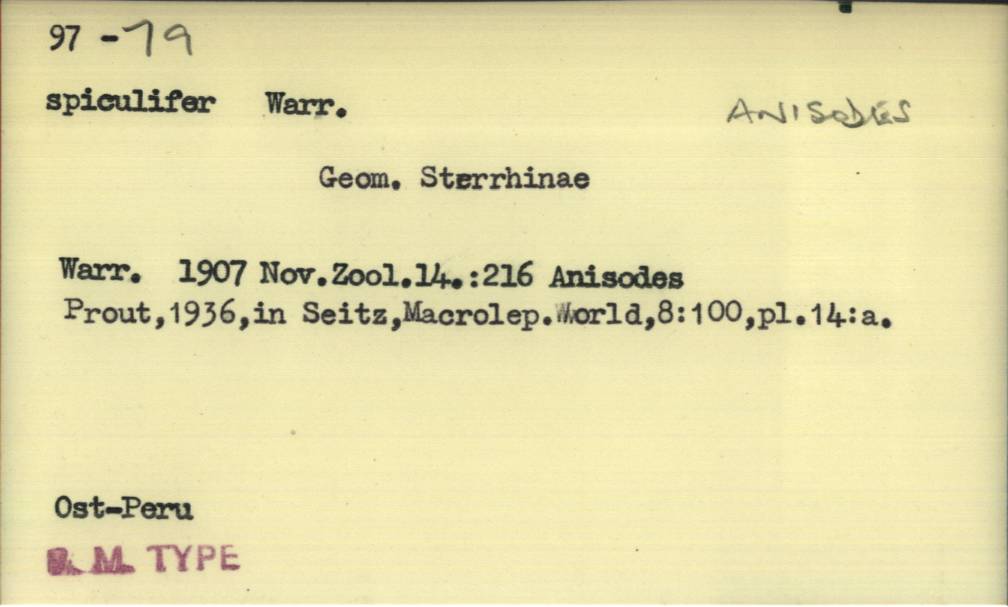 97 -79
spiculifer Warr. ANISODES
Geom. Sterrhinae
Warr. 1907 Nov.Zool.14.:216 Anisodes
Prout,1936,in Seitz,Macrolep.World,8:100,pl.14:a.
Ost-Peru
B. M. TYPE